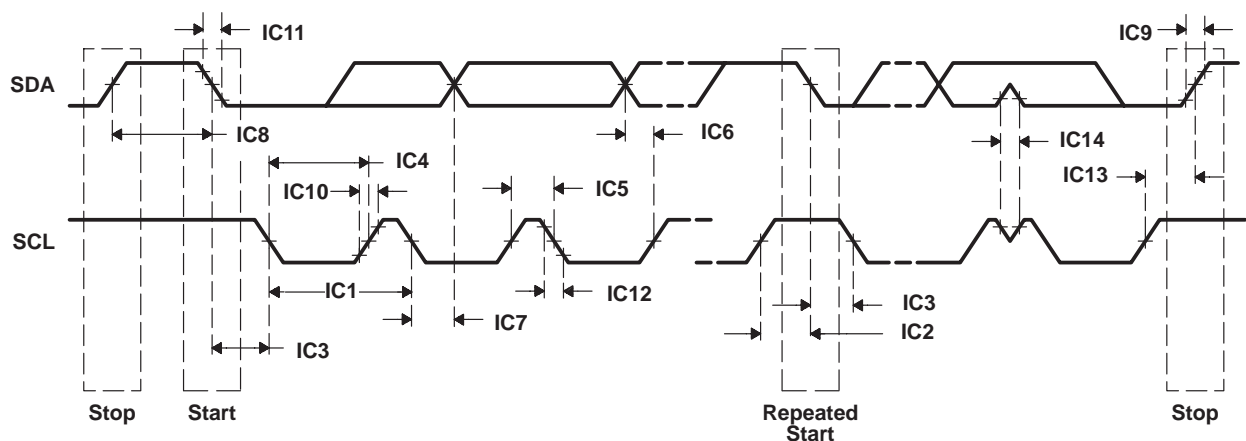 IC11
IC9
SDA
IC8
IC6
IC4
IC14
IC10
IC5
IC13
SCL
IC1
IC12
IC7
IC3
IC3
IC2
Stop
Start
Repeated
Start
Stop